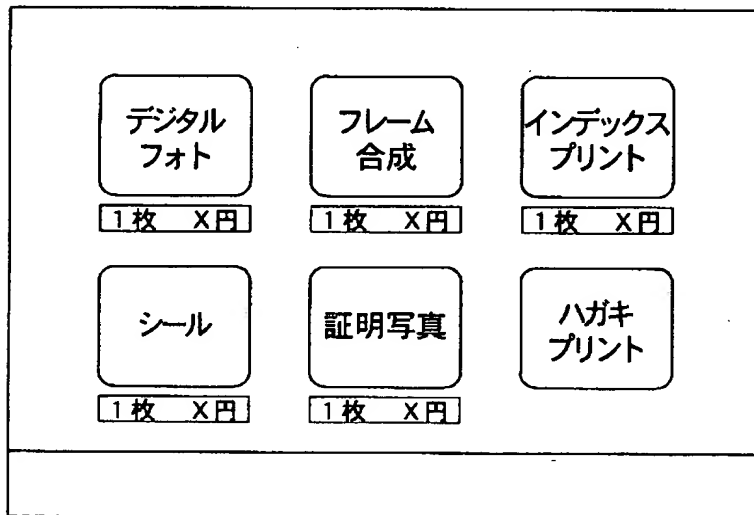 デジタル
フォト
フレーム
合成
インデックス
プリント
1枚 X円
1枚 X円
1枚 X円
シール
証明写真
ハガキ
プリント
1枚 X円
1枚 X円